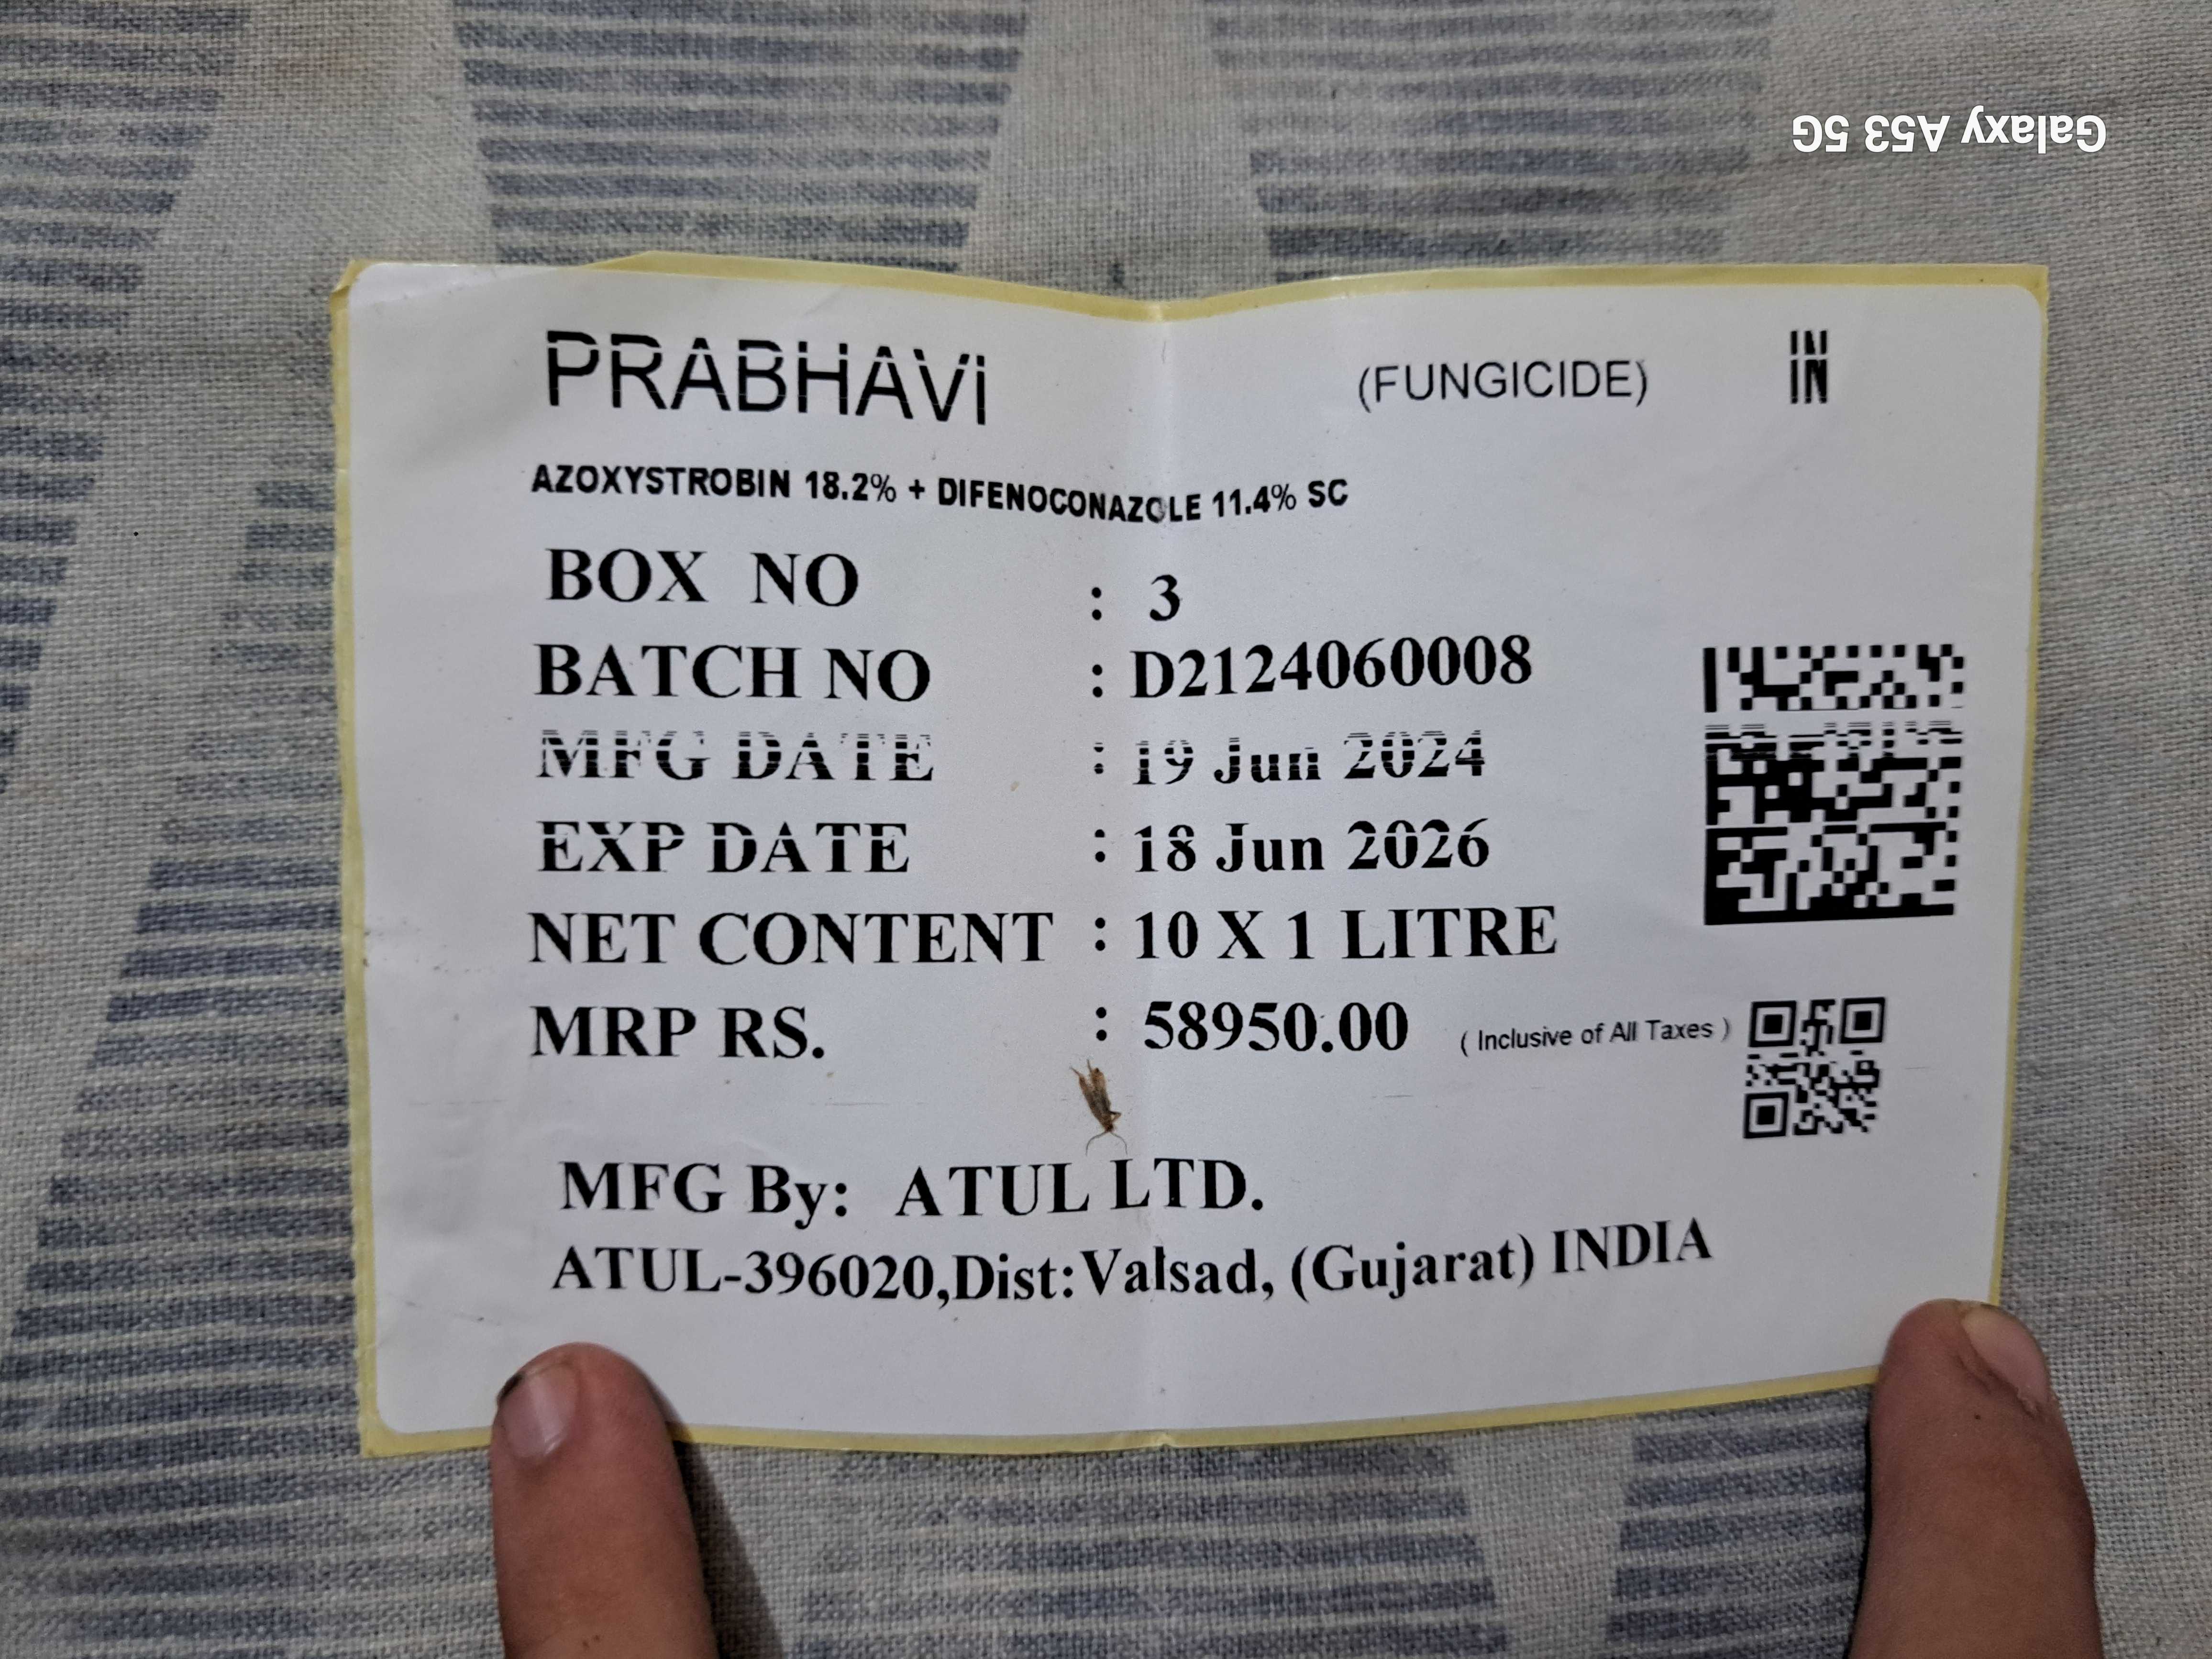 Galaxy A53 5G
PRABHAVi (FUNGICIDE) IN
AZOXYSTROBIN 18.2% + DIFENOCONAZOLE 11.4% SC
BOX NO : 3
BATCH NO : D2124060008
MFG DATE : 19 Jun 2024
EXP DATE : 18 Jun 2026
NET CONTENT : 10 X 1 LITRE
MRP RS. : 58950.00 ( Inclusive of All Taxes )
MFG By: ATUL LTD.
ATUL-396020,Dist:Valsad, (Gujarat) INDIA